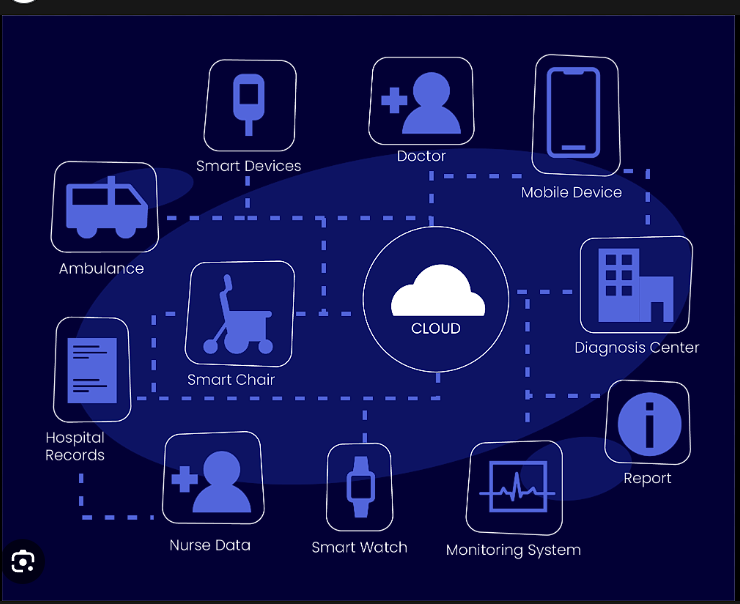 Smart Devices
Doctor
Mobile Device
Ambulance
CLOUD
Diagnosis Center
Smart Chair
Hospital
Records
Report
Nurse Data
Smart Watch
Monitoring System